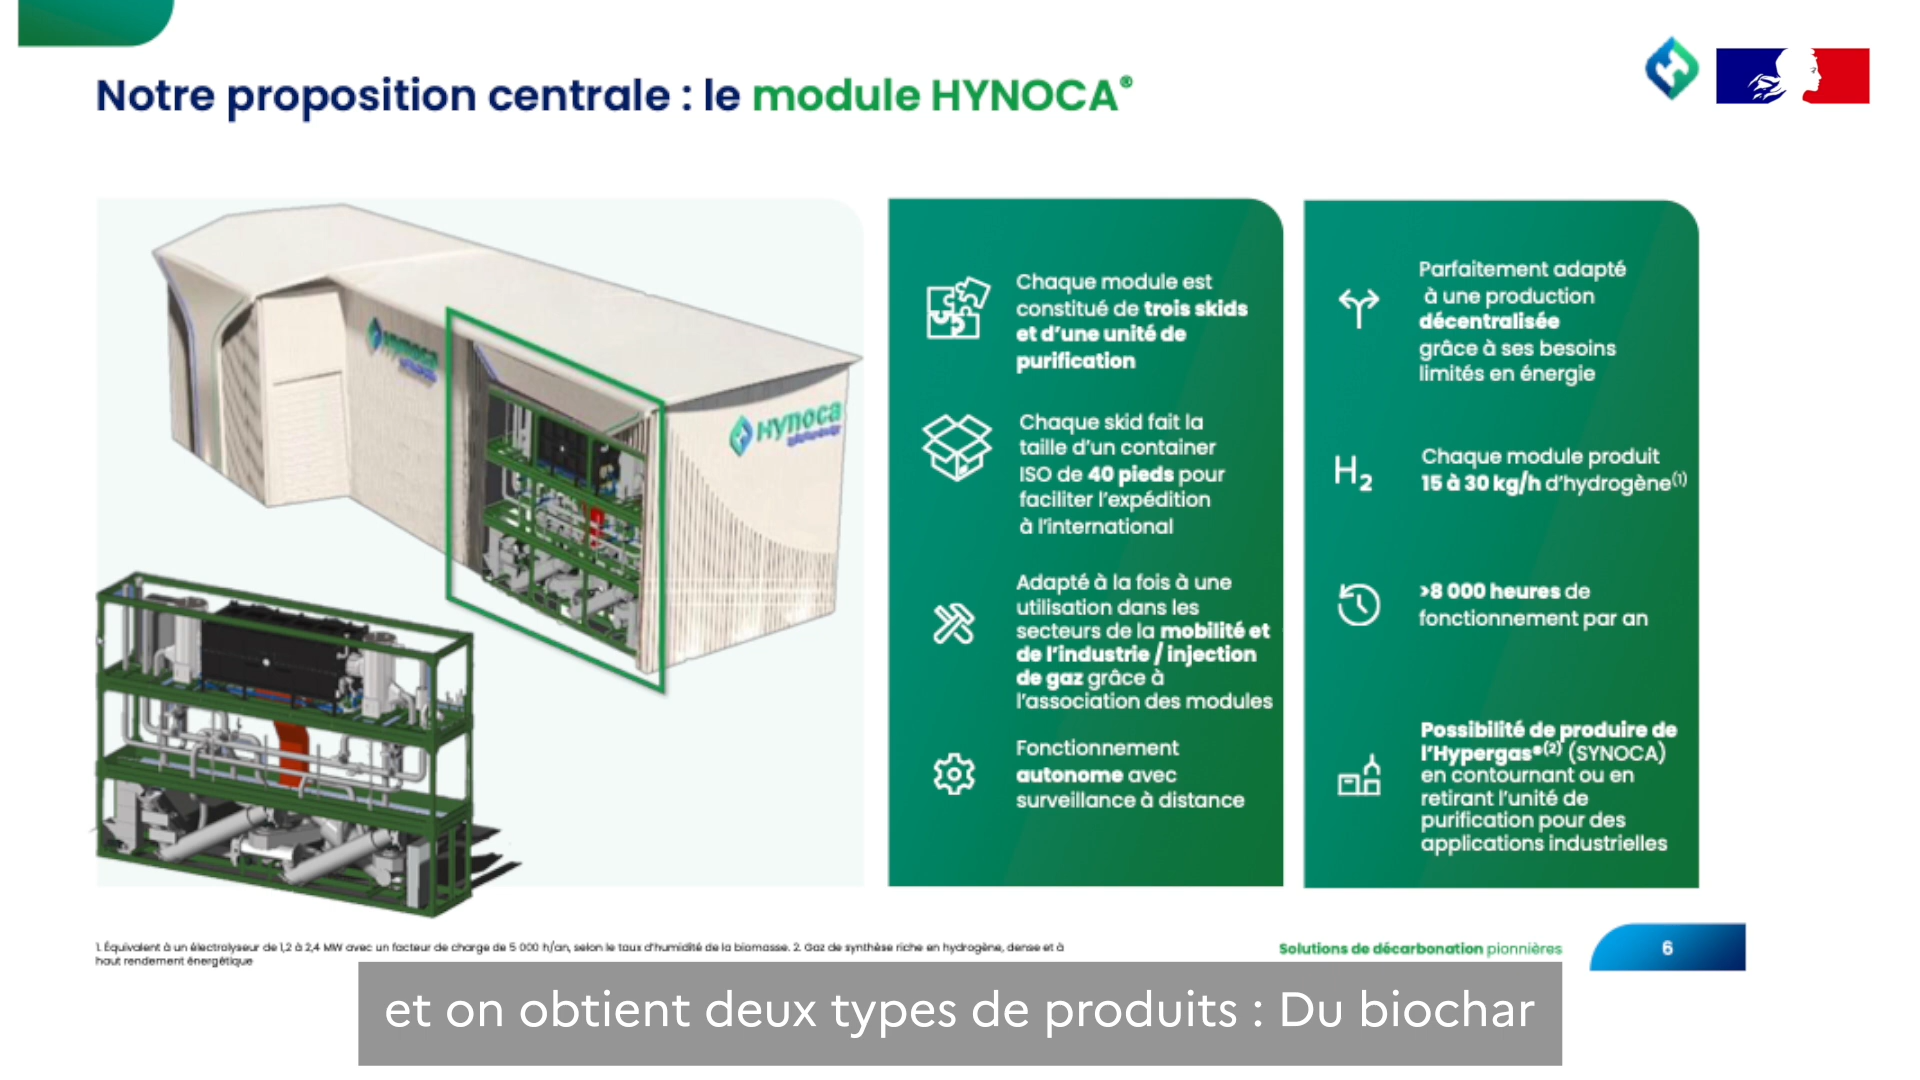 Notre proposition centrale : le module HYNOCA®
Hynoca
Hynoca
Chaque module est
constitué de trois skids
et d'une unité de
purification
Chaque skid fait la
taille d'un container
ISO de 40 pieds pour
faciliter l'expédition
à l'international
Adapté à la fois à une
utilisation dans les
secteurs de la mobilité et
de l'industrie / injection
de gaz grâce à
l'association des modules
Fonctionnement
autonome avec
surveillance à distance
Parfaitement adapté
à une production
décentralisée
grâce à ses besoins
limités en énergie
H₂
Chaque module produit
15 à 30 kg/h d'hydrogène(1)
>8 000 heures de
fonctionnement par an
Possibilité de produire de
l'Hypergas®(2) (SYNOCA)
en contournant ou en
retirant l'unité de
purification pour des
applications industrielles
1. Équivalent à un électrolyseur de 1,2 à 2,4 MW avec un facteur de charge de 5 000 h/an, selon le taux d'humidité de la biomasse. 2. Gaz de synthèse riche en hydrogène, dense et à
haut rendement énergétique
Solutions de décarbonation pionnières
6
et on obtient deux types de produits : Du biochar